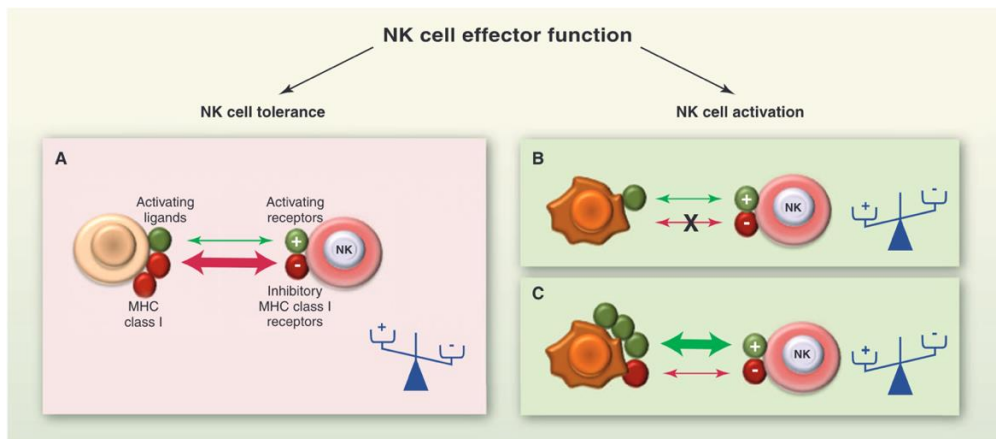 NK cell effector function
NK cell tolerance
NK cell activation
A
Activating
ligands
Activating
receptors
+
-
NK
MHC
class I
Inhibitory
MHC class I
receptors
+
-
B
+
-
X
NK
+
-
C
+
-
NK
+
-